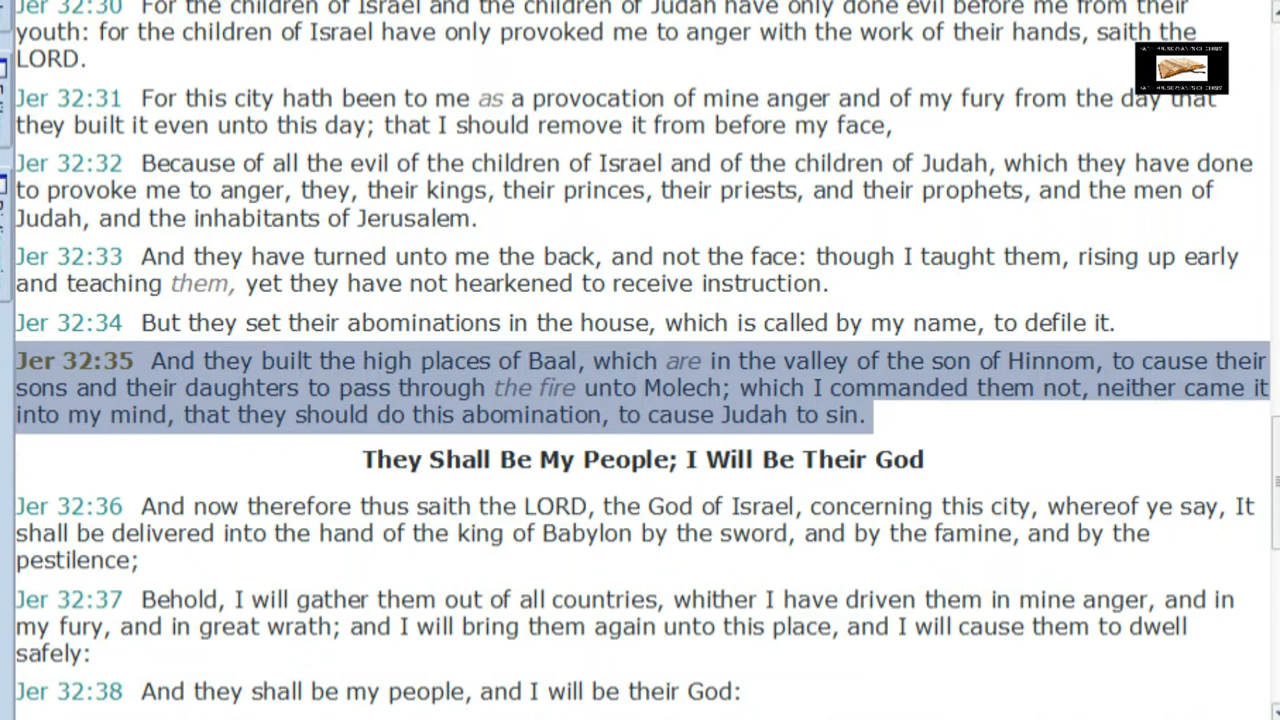 Jer 32:30 For the children of Israel and the children of Judah have only done evil before me from their
youth: for the children of Israel have only provoked me to anger with the work of their hands, saith the
LORD.
Jer 32:31 For this city hath been to me as a provocation of mine anger and of my fury from the day that
they built it even unto this day; that I should remove it from before my face,
Jer 32:32 Because of all the evil of the children of Israel and of the children of Judah, which they have done
to provoke me to anger, they, their kings, their princes, their priests, and their prophets, and the men of
Judah, and the inhabitants of Jerusalem.
Jer 32:33 And they have turned unto me the back, and not the face: though I taught them, rising up early
and teaching them, yet they have not hearkened to receive instruction.
Jer 32:34 But they set their abominations in the house, which is called by my name, to defile it.
Jer 32:35 And they built the high places of Baal, which are in the valley of the son of Hinnom, to cause their
sons and their daughters to pass through the fire unto Molech; which I commanded them not, neither came it
into my mind, that they should do this abomination, to cause Judah to sin.
They Shall Be My People; I Will Be Their God
Jer 32:36 And now therefore thus saith the LORD, the God of Israel, concerning this city, whereof ye say, It
shall be delivered into the hand of the king of Babylon by the sword, and by the famine, and by the
pestilence;
Jer 32:37 Behold, I will gather them out of all countries, whither I have driven them in mine anger, and in
my fury, and in great wrath; and I will bring them again unto this place, and I will cause them to dwell
safely:
Jer 32:38 And they shall be my people, and I will be their God: